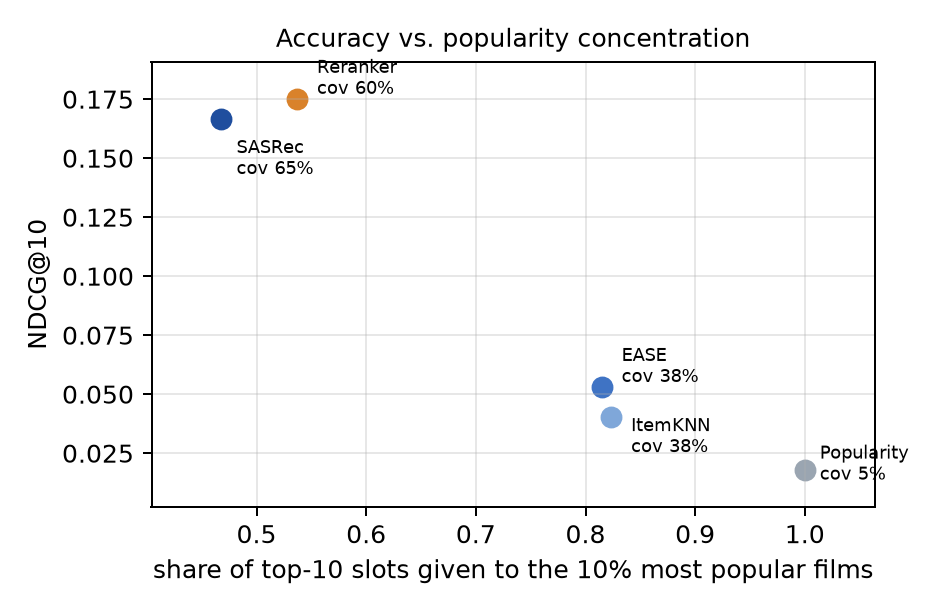 Accuracy vs. popularity concentration
Reranker
cov 60%
SASRec
cov 65%
EASE
cov 38%
ItemKNN
cov 38%
Popularity
cov 5%
NDCG@10
0.175
0.150
0.125
0.100
0.075
0.050
0.025
0.5 0.6 0.7 0.8 0.9 1.0
share of top-10 slots given to the 10% most popular films